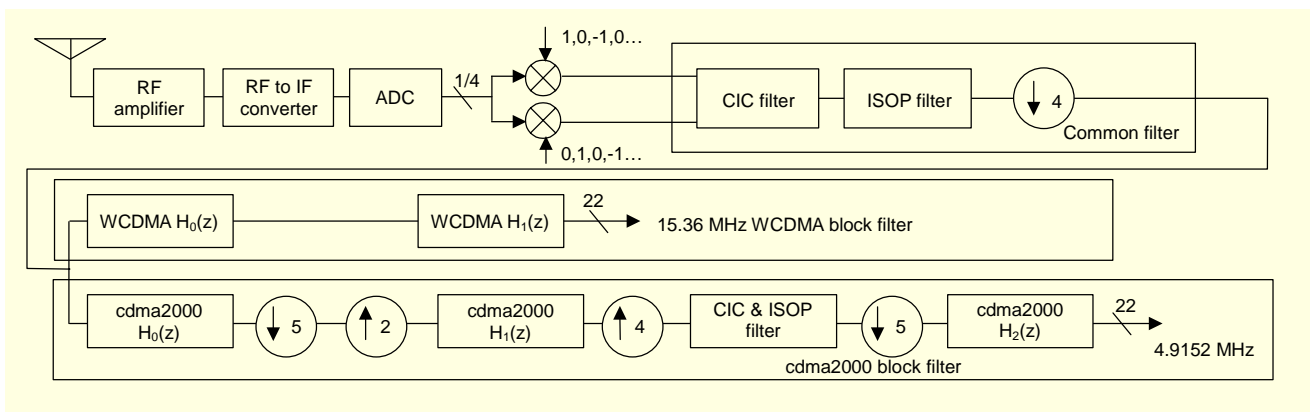 1,0,-1,0…
RF
amplifier
RF to IF
converter
ADC
1/4
CIC filter
ISOP filter
4
Common filter
0,1,0,-1…
WCDMA H₀(z)
WCDMA H₁(z)
22
15.36 MHz WCDMA block filter
cdma2000
H₀(z)
5
2
cdma2000
H₁(z)
4
CIC & ISOP
filter
5
cdma2000
H₂(z)
22
4.9152 MHz
cdma2000 block filter